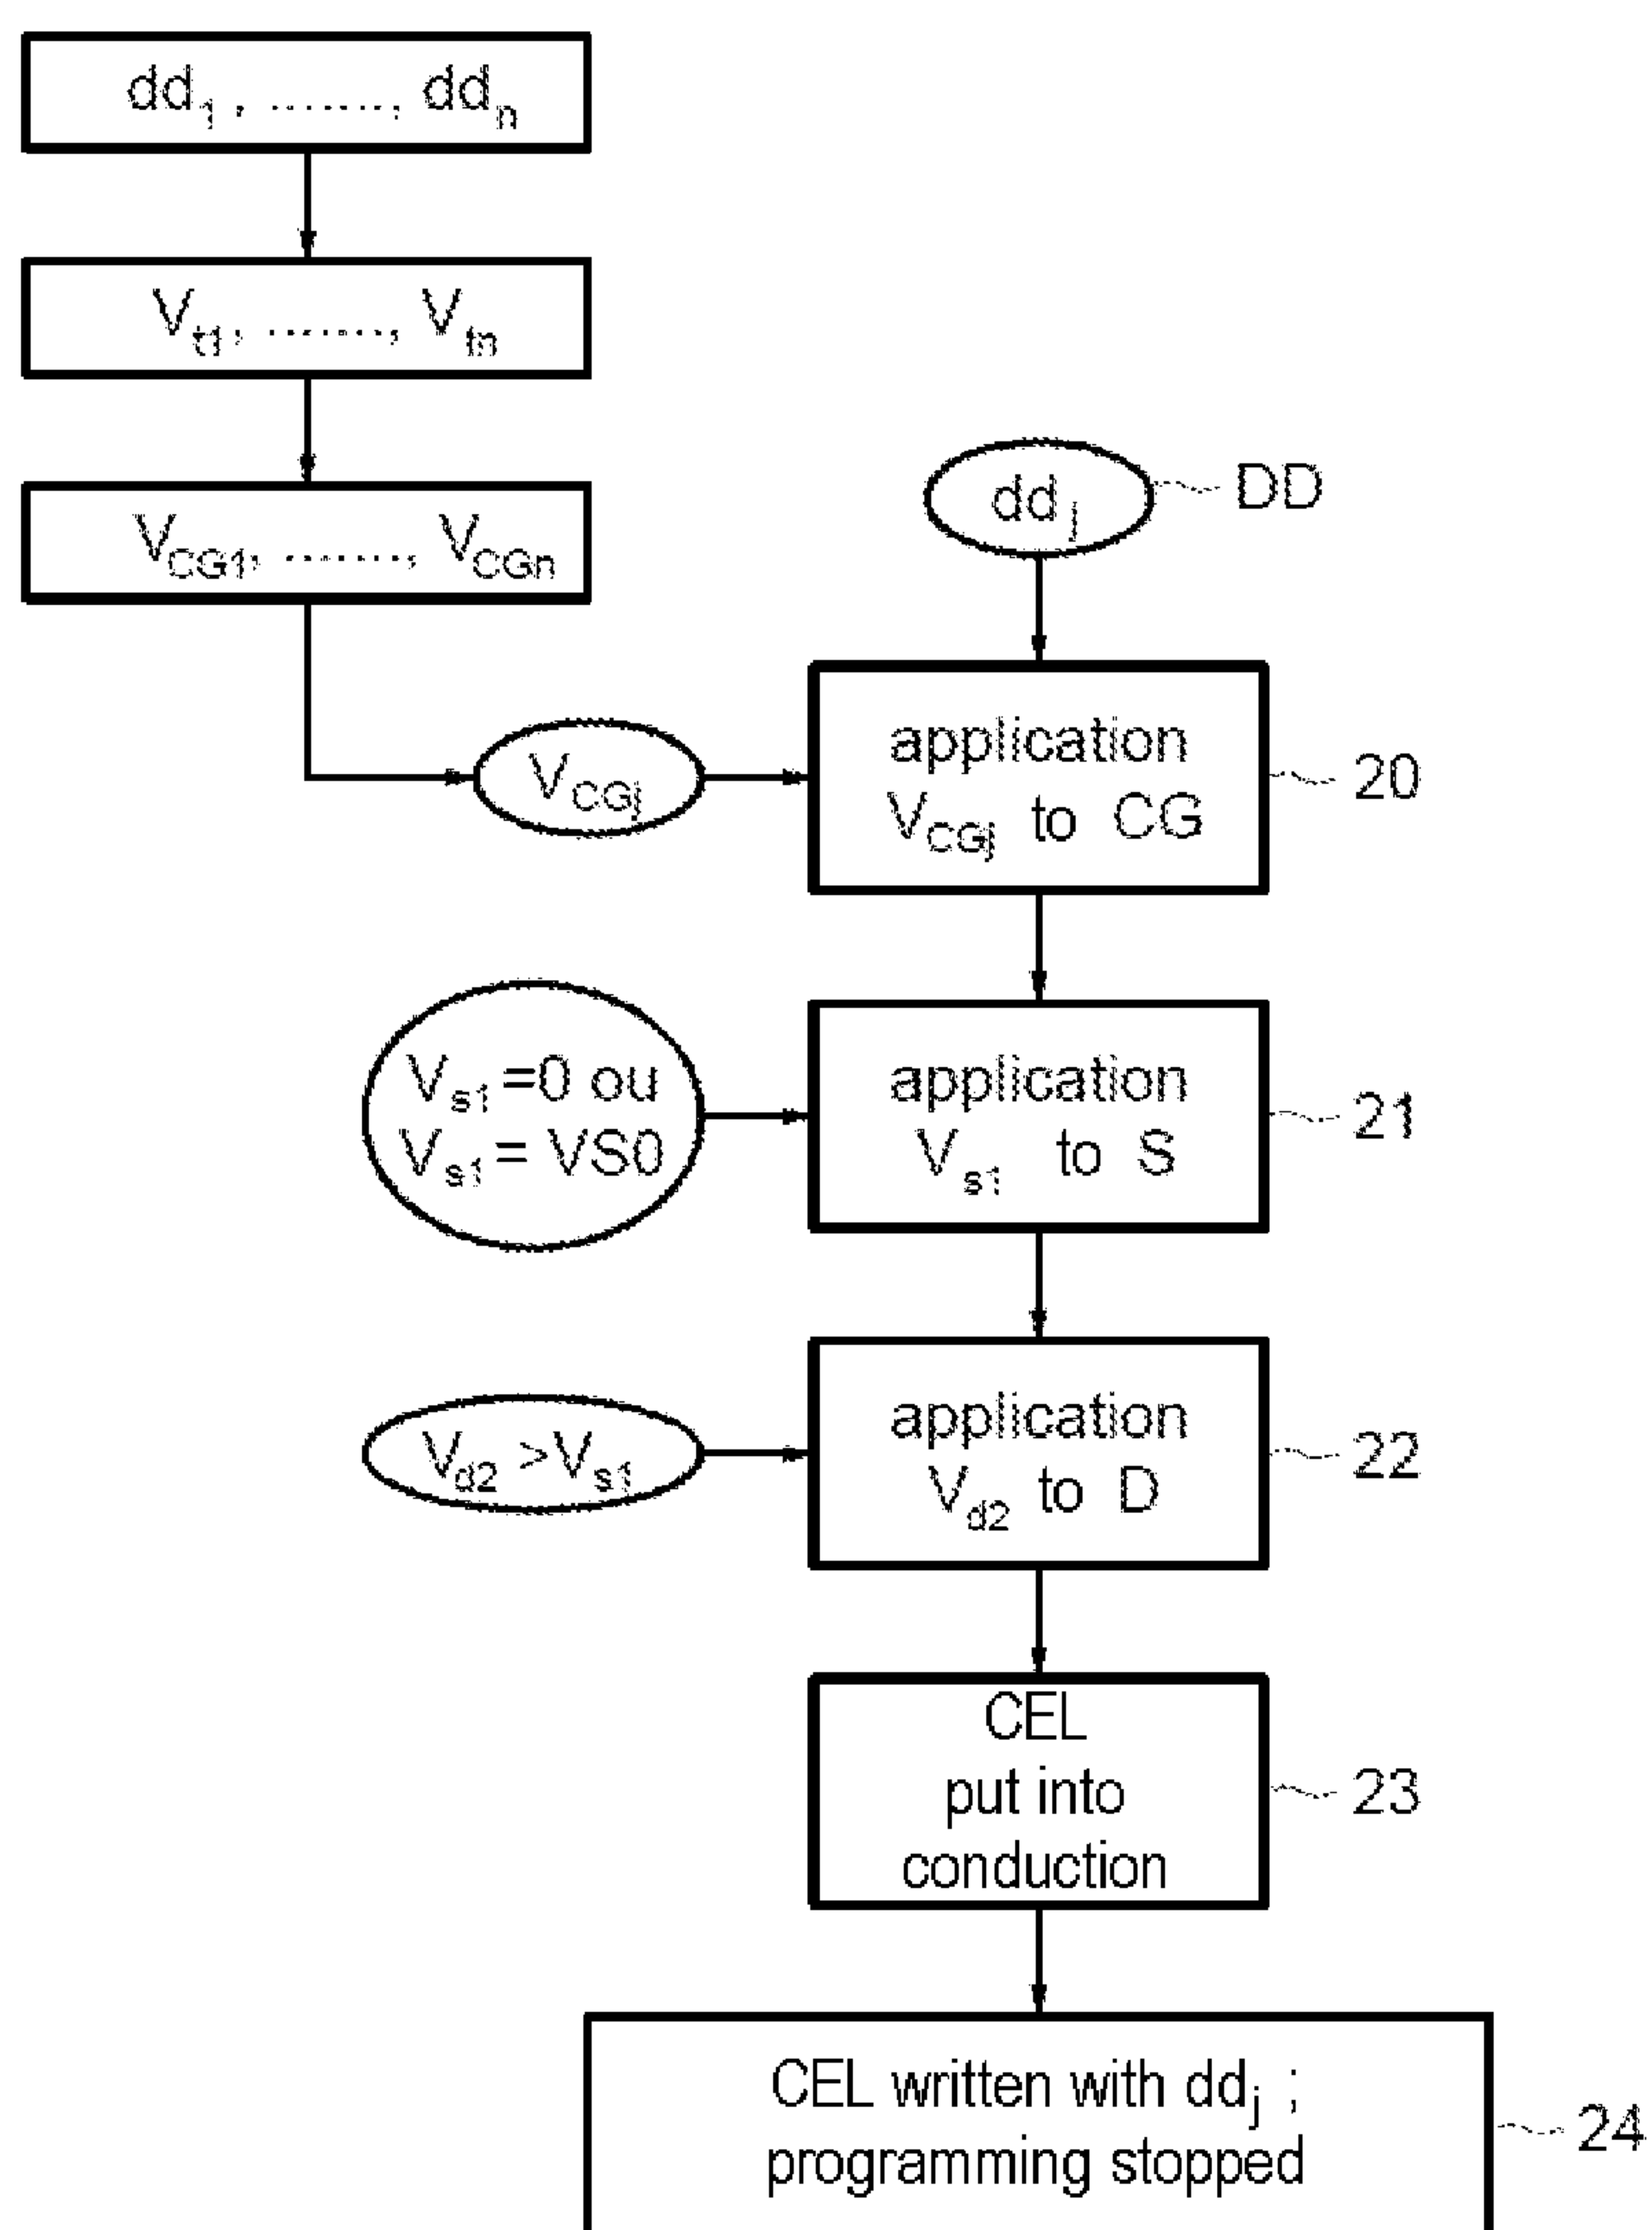 dd1, ........, ddn
Vt1, ........, Vtn
VCG1, ........, VCGn
ddj
DD
VCGj
application
VCGj to CG
20
Vs1 =0 ou
Vs1 = VS0
application
Vs1 to S
21
Vd2 >Vs1
application
Vd2 to D
22
CEL
put into
conduction
23
CEL written with ddj ;
programming stopped
24